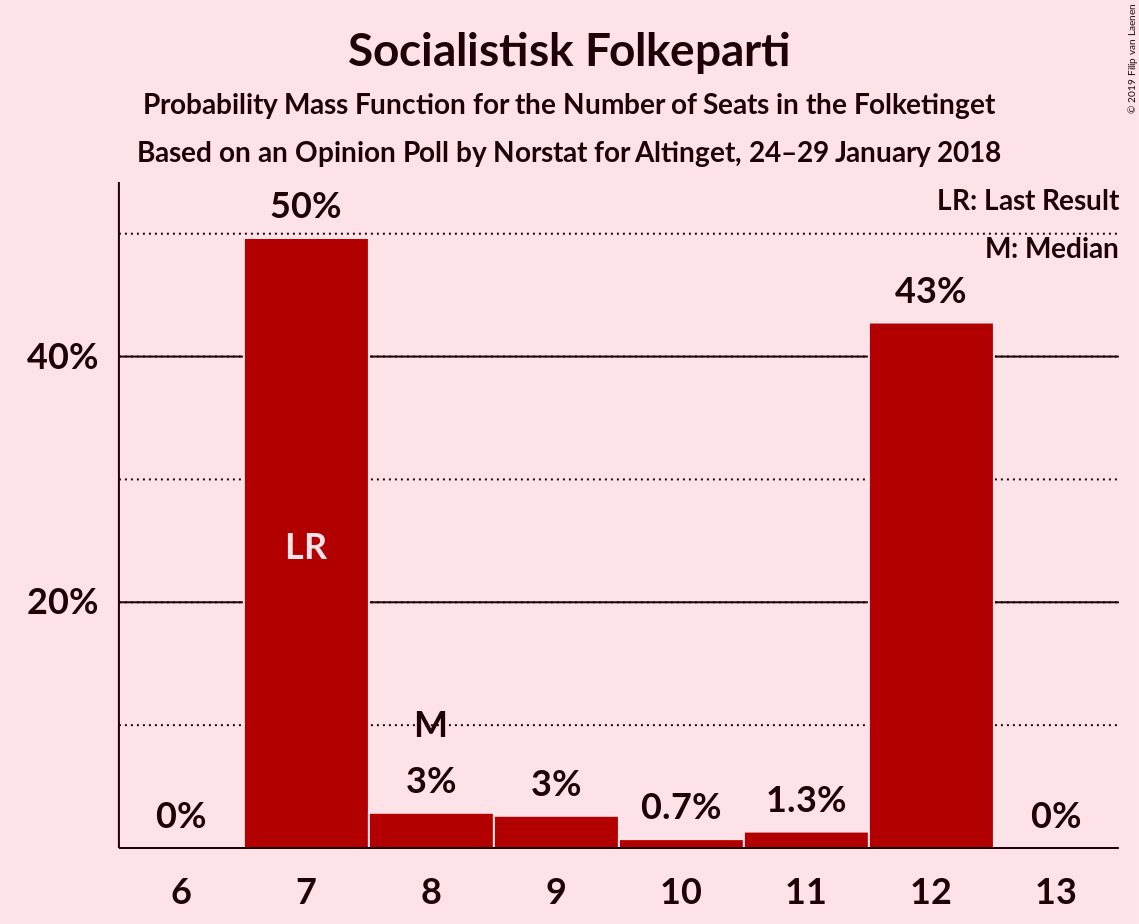 Socialistisk Folkeparti
Probability Mass Function for the Number of Seats in the Folketinget
Based on an Opinion Poll by Norstat for Altinget, 24–29 January 2018
© 2019 Filip van Laenen
LR: Last Result
M: Median
50%
43%
40%
LR
20%
M
3%
3%
0.7%
1.3%
0%
0%
6 7 8 9 10 11 12 13